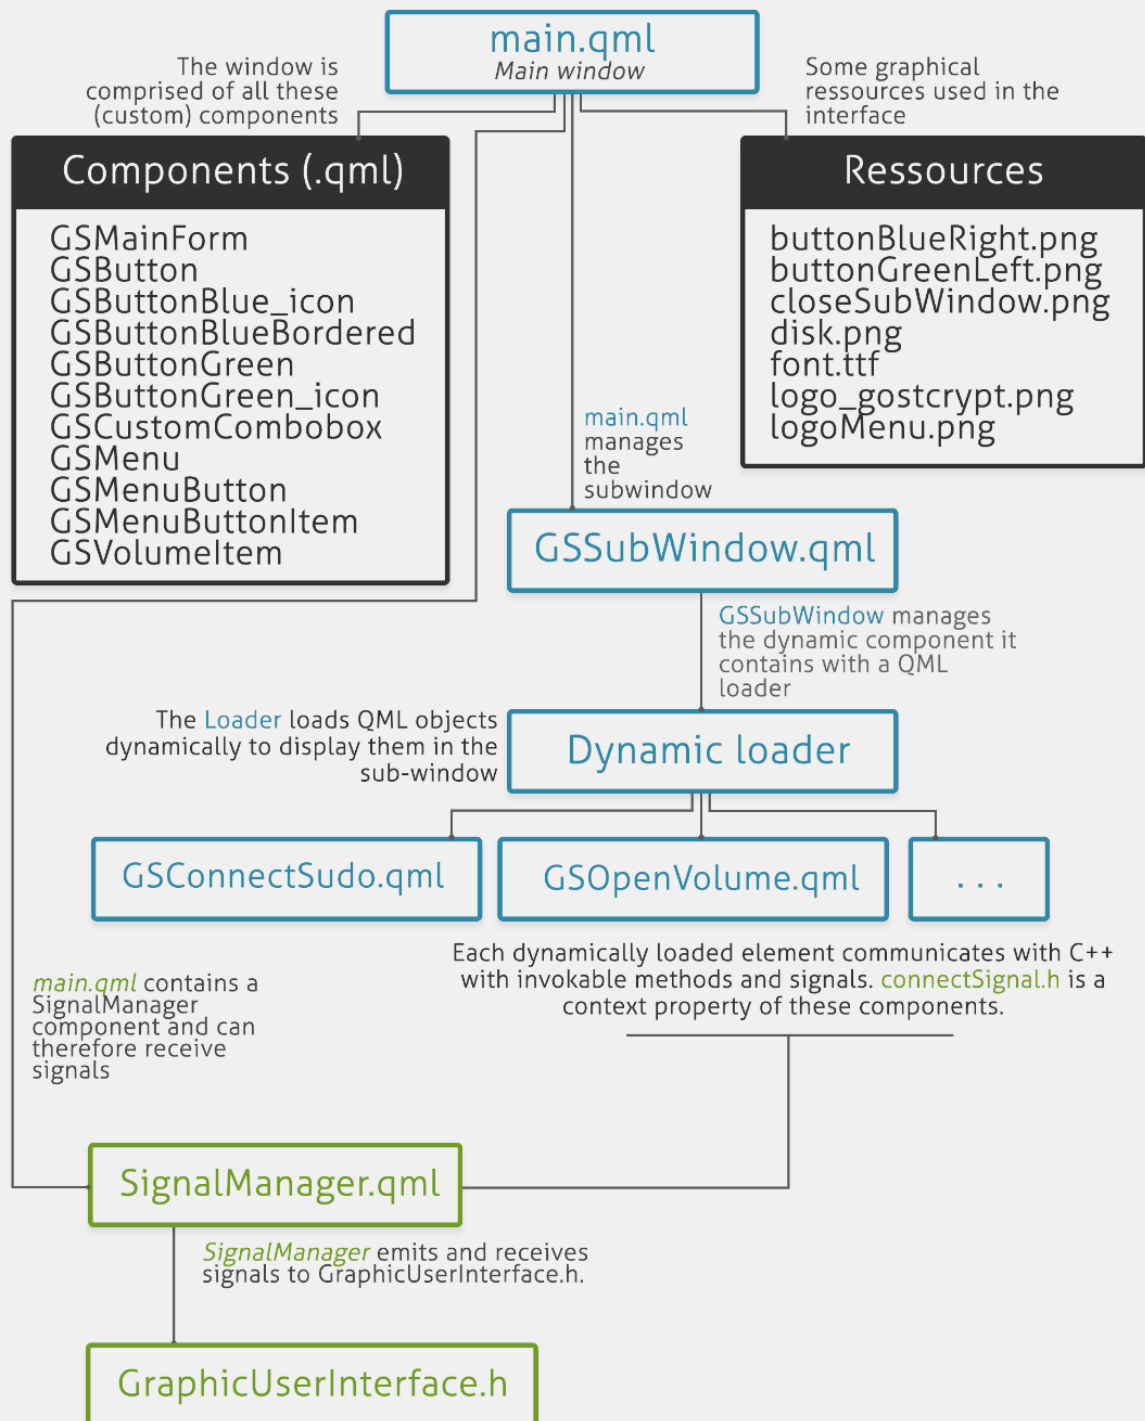 main.qml
Main window
The window is
comprised of all these
(custom) components
Some graphical
ressources used in the
interface
Components (.qml)
GSMainForm
GSButton
GSButtonBlue_icon
GSButtonBlueBordered
GSButtonGreen
GSButtonGreen_icon
GSCustomCombobox
GSMenu
GSMenuButton
GSMenuButtonItem
GSVolumeItem
Ressources
buttonBlueRight.png
buttonGreenLeft.png
closeSubWindow.png
disk.png
font.ttf
logo_gostcrypt.png
logoMenu.png
main.qml
manages
the
subwindow
GSSubWindow.qml
GSSubWindow manages
the dynamic component it
contains with a QML
loader
The Loader loads QML objects
dynamically to display them in the
sub-window
Dynamic loader
GSConnectSudo.qml
GSOpenVolume.qml
...
Each dynamically loaded element communicates with C++
with invokable methods and signals. connectSignal.h is a
context property of these components.
main.qml contains a
SignalManager
component and can
therefore receive
signals
SignalManager.qml
SignalManager emits and receives
signals to GraphicUserInterface.h.
GraphicUserInterface.h